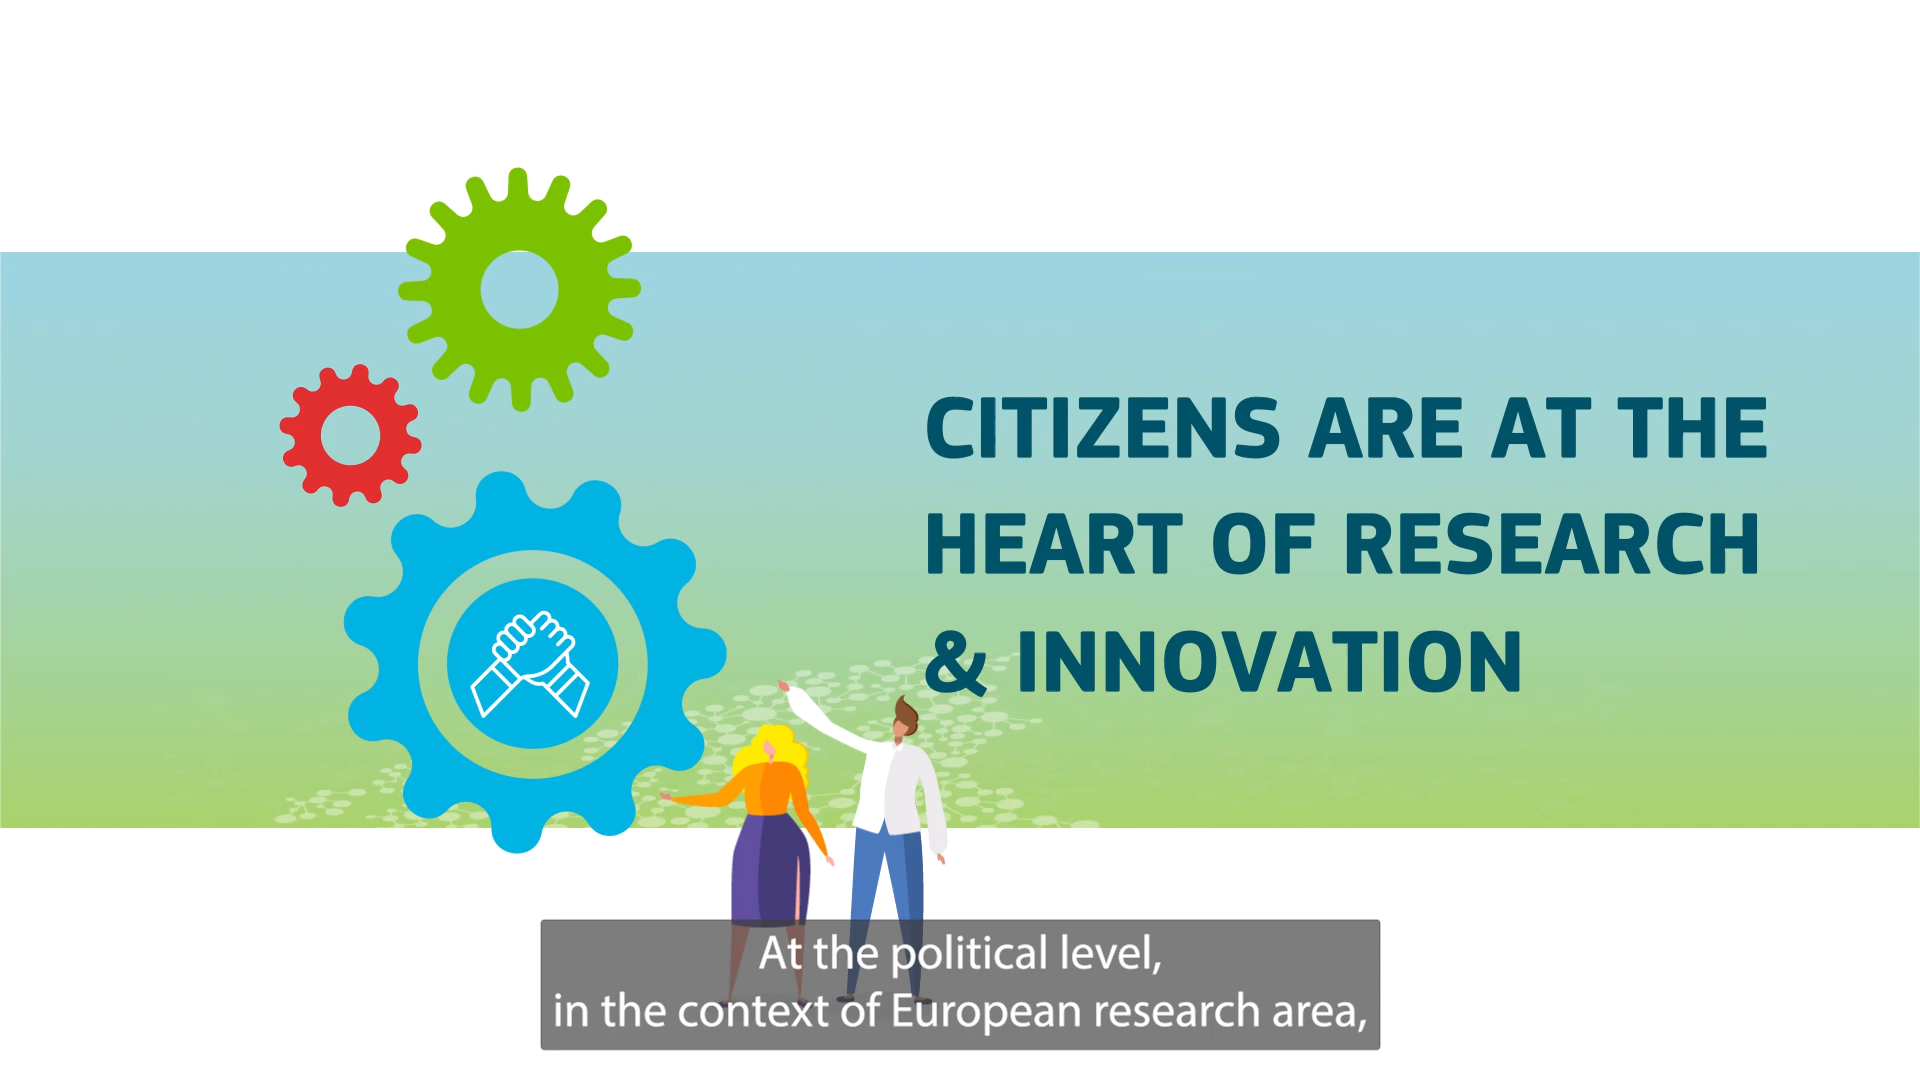 CITIZENS ARE AT THE
HEART OF RESEARCH
& INNOVATION
At the political level,
in the context of European research area,